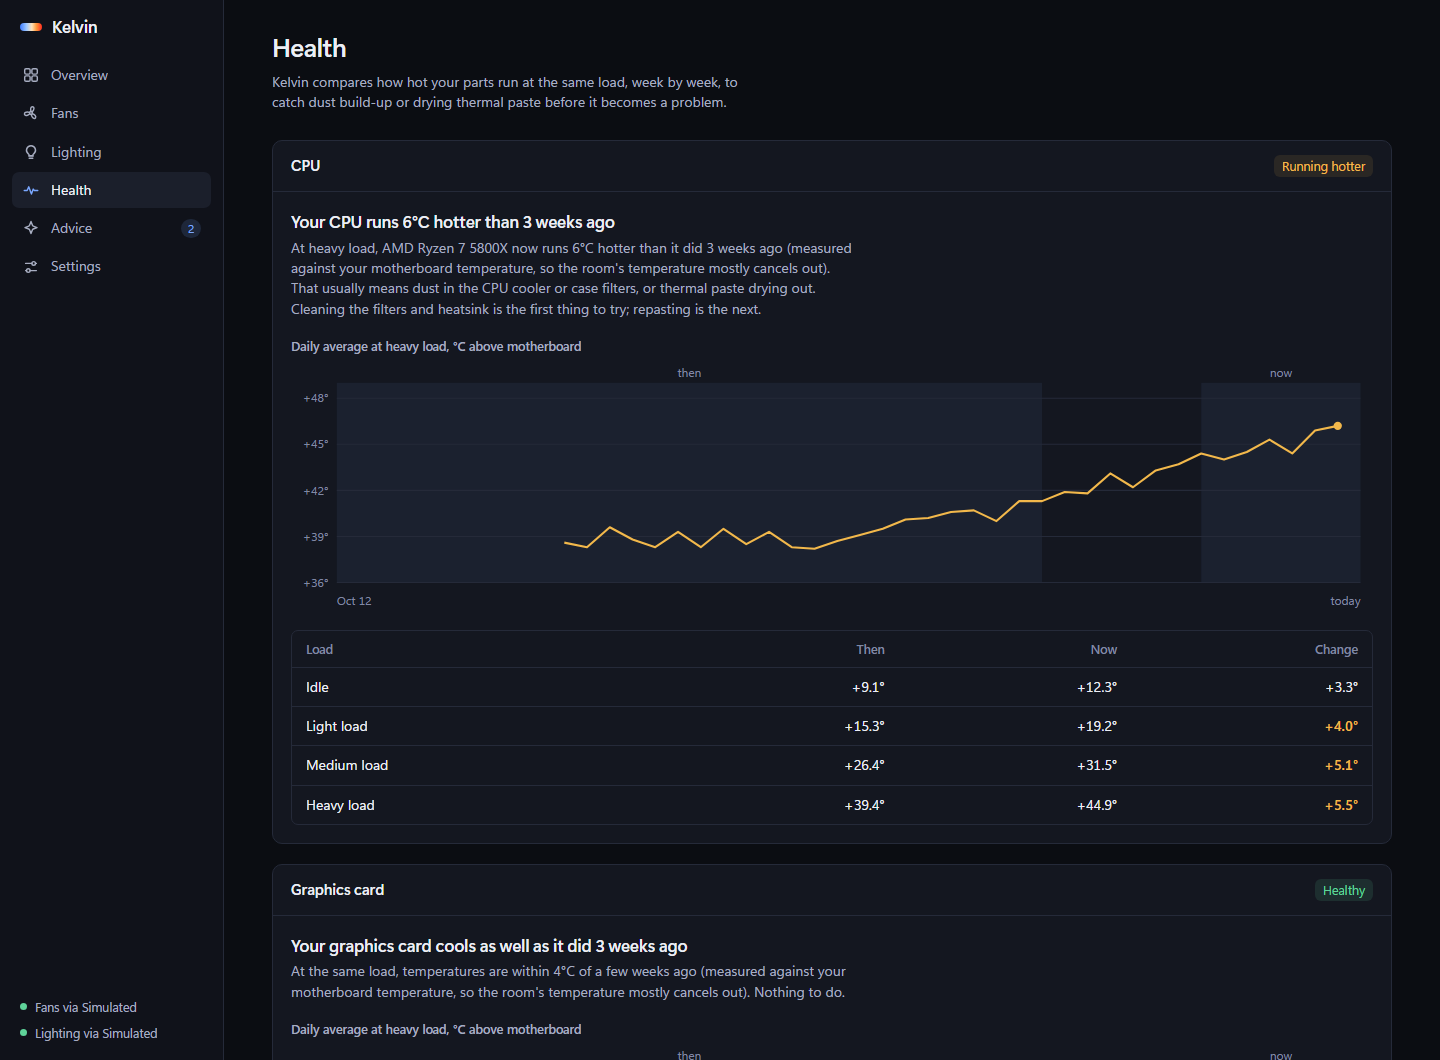 Kelvin
Overview
Fans
Lighting
Health
Advice 2
Settings
Fans via Simulated
Lighting via Simulated
Health
Kelvin compares how hot your parts run at the same load, week by week, to
catch dust build-up or drying thermal paste before it becomes a problem.
CPU Running hotter
Your CPU runs 6°C hotter than 3 weeks ago
At heavy load, AMD Ryzen 7 5800X now runs 6°C hotter than it did 3 weeks ago (measured
against your motherboard temperature, so the room's temperature mostly cancels out).
That usually means dust in the CPU cooler or case filters, or thermal paste drying out.
Cleaning the filters and heatsink is the first thing to try; repasting is the next.
Daily average at heavy load, °C above motherboard
then now
+48°
+45°
+42°
+39°
+36°
Oct 12 today
Load Then Now Change
Idle +9.1° +12.3° +3.3°
Light load +15.3° +19.2° +4.0°
Medium load +26.4° +31.5° +5.1°
Heavy load +39.4° +44.9° +5.5°
Graphics card Healthy
Your graphics card cools as well as it did 3 weeks ago
At the same load, temperatures are within 4°C of a few weeks ago (measured against your
motherboard temperature, so the room's temperature mostly cancels out). Nothing to do.
Daily average at heavy load, °C above motherboard
then now